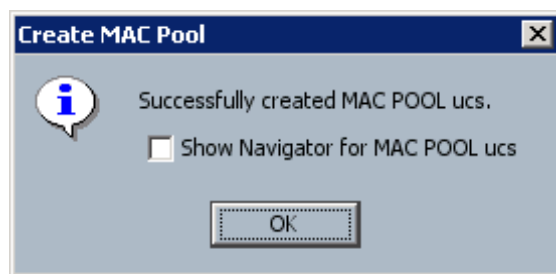 Create MAC Pool
Successfully created MAC POOL ucs.
Show Navigator for MAC POOL ucs
OK